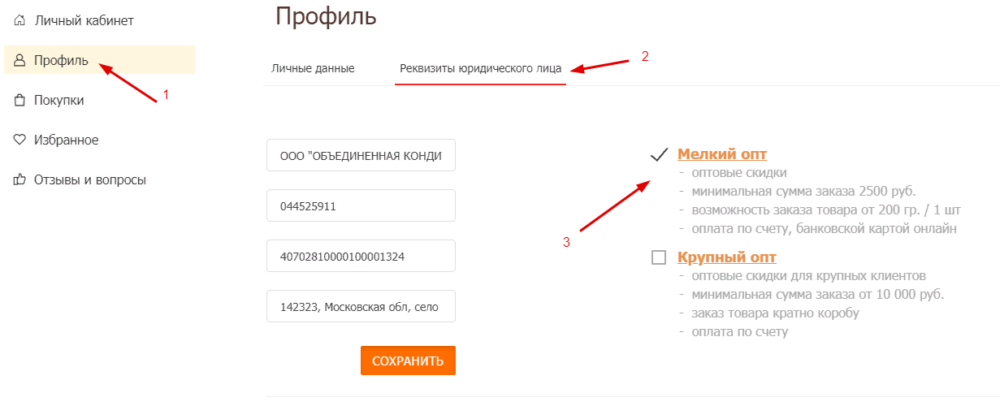 Личный кабинет
Профиль
1
Покупки
Избранное
Отзывы и вопросы
Профиль
Личные данные
Реквизиты юридического лица
2
ООО "ОБЪЕДИНЕННАЯ КОНДИ
044525911
40702810000100001324
142323, Московская обл, село
СОХРАНИТЬ
3
Мелкий опт
- оптовые скидки
- минимальная сумма заказа 2500 руб.
- возможность заказа товара от 200 гр. / 1 шт
- оплата по счету, банковской картой онлайн
Крупный опт
- оптовые скидки для крупных клиентов
- минимальная сумма заказа от 10 000 руб.
- заказ товара кратно коробу
- оплата по счету